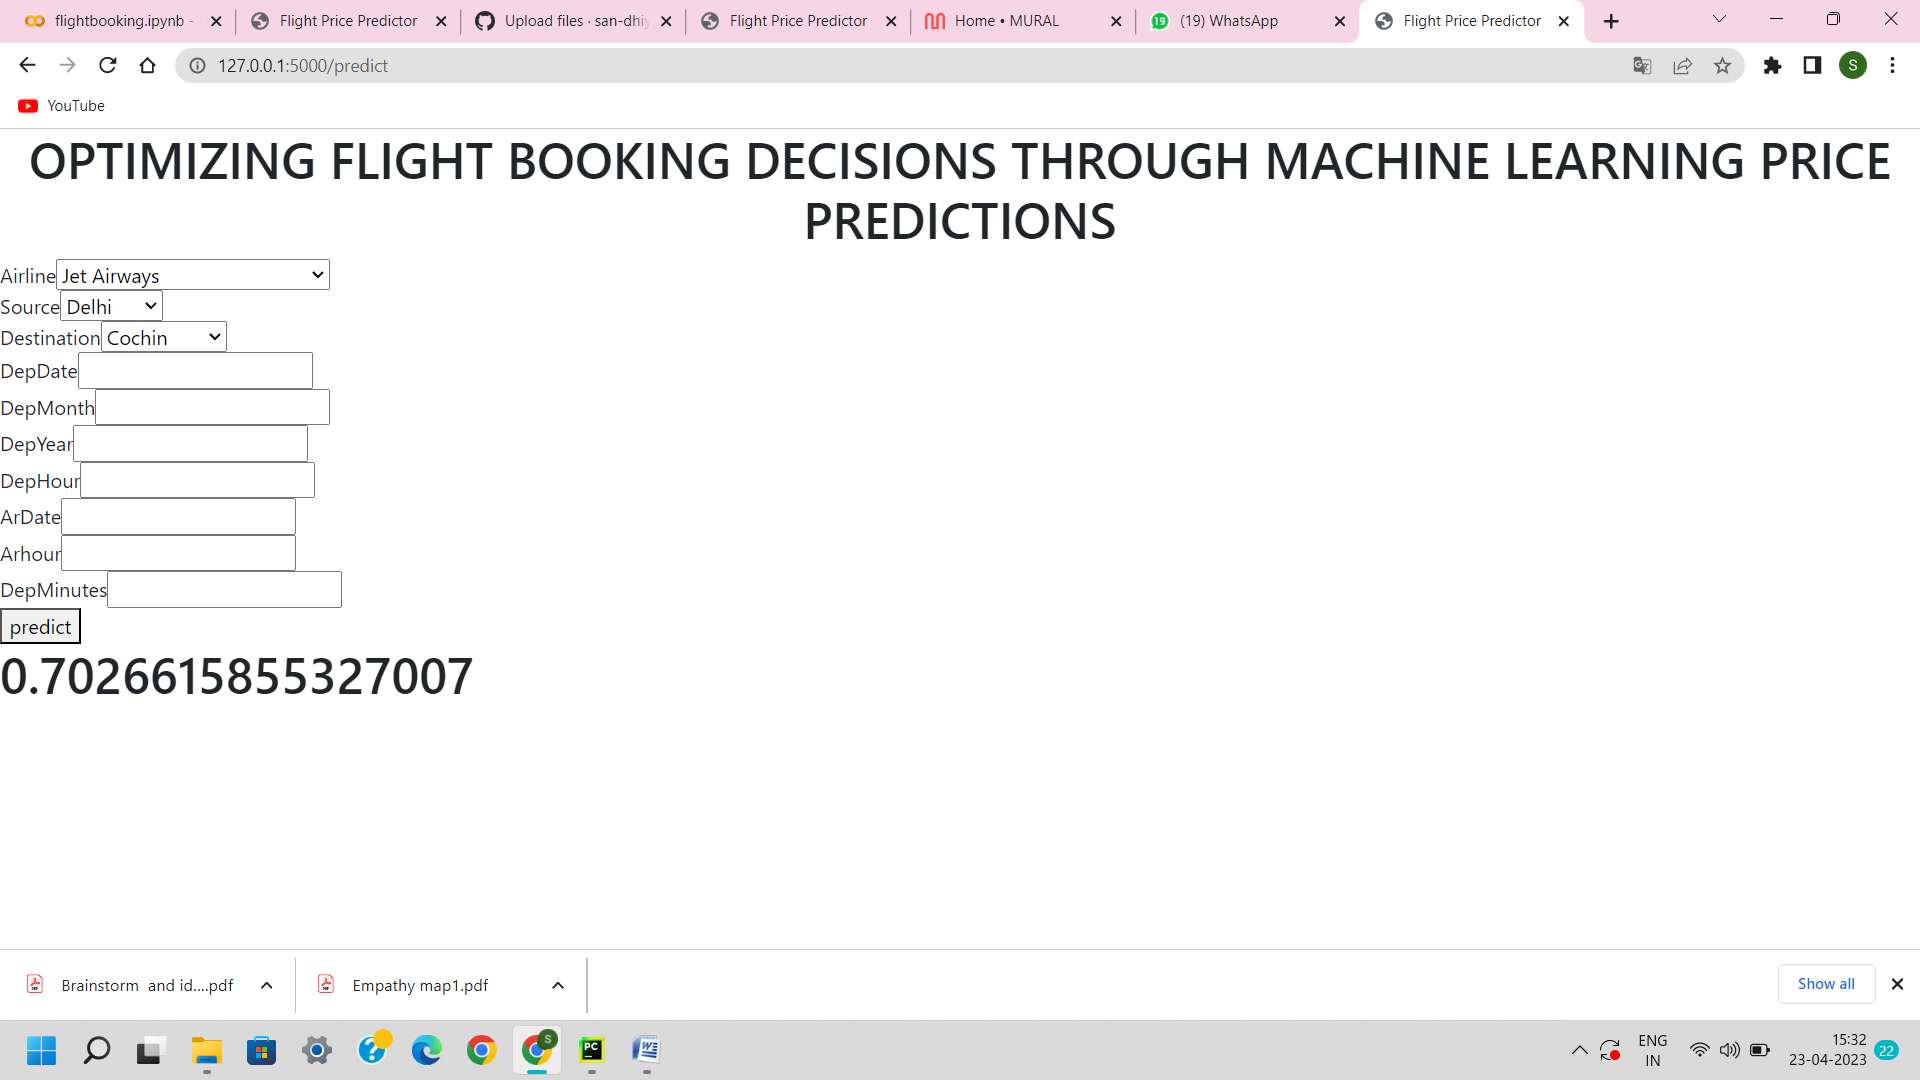 flightbooking.ipynb -
Flight Price Predictor
Upload files · san-dhiy
Flight Price Predictor
Home • MURAL
(19) WhatsApp
Flight Price Predictor
127.0.0.1:5000/predict
S
YouTube
OPTIMIZING FLIGHT BOOKING DECISIONS THROUGH MACHINE LEARNING PRICE
PREDICTIONS
Airline Jet Airways
Source Delhi
Destination Cochin
DepDate
DepMonth
DepYear
DepHour
ArDate
Arhour
DepMinutes
predict
0.7026615855327007
Brainstorm and id....pdf
Empathy map1.pdf
Show all
ENG
IN
15:32
23-04-2023
22